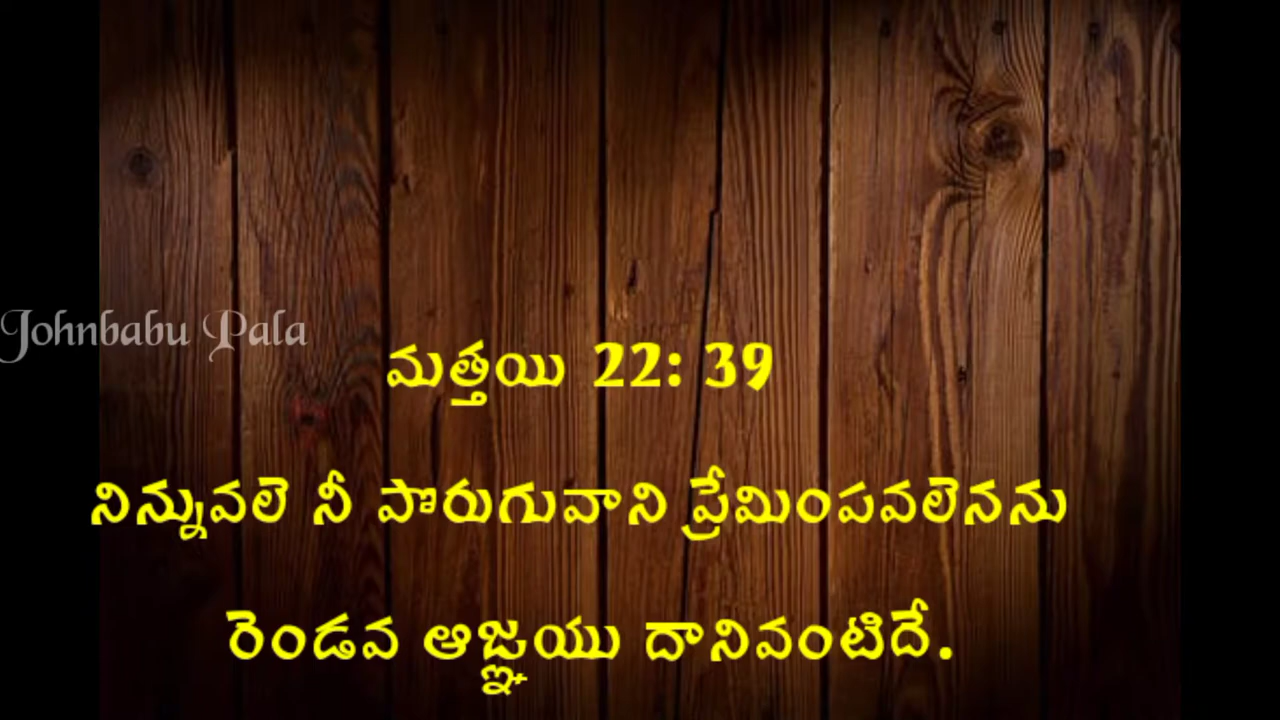 Johnbabu Pala
మత్తయి 22: 39
నిన్నువలె నీ పొరుగువాని ప్రేమింపవలెనను
రెండవ ఆజ్ఞయు దానివంటిదే.